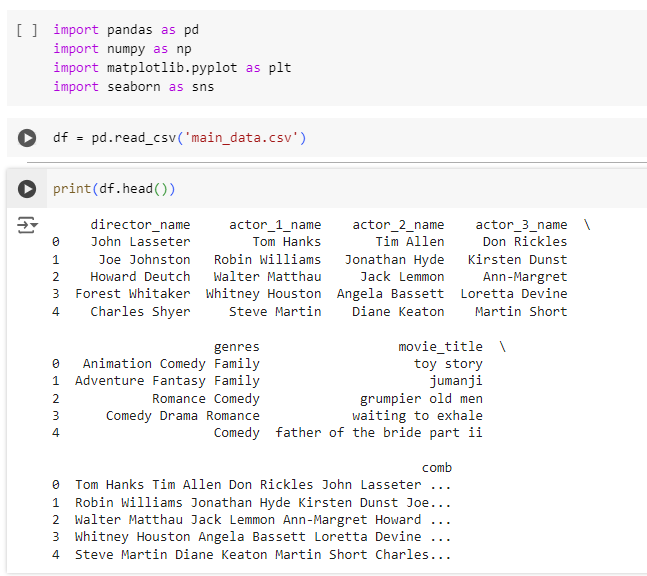 [ ] import pandas as pd
import numpy as np
import matplotlib.pyplot as plt
import seaborn as sns
df = pd.read_csv('main_data.csv')
print(df.head())
director_name actor_1_name actor_2_name actor_3_name \
0 John Lasseter Tom Hanks Tim Allen Don Rickles
1 Joe Johnston Robin Williams Jonathan Hyde Kirsten Dunst
2 Howard Deutch Walter Matthau Jack Lemmon Ann-Margret
3 Forest Whitaker Whitney Houston Angela Bassett Loretta Devine
4 Charles Shyer Steve Martin Diane Keaton Martin Short
genres movie_title \
0 Animation Comedy Family toy story
1 Adventure Fantasy Family jumanji
2 Romance Comedy grumpier old men
3 Comedy Drama Romance waiting to exhale
4 Comedy father of the bride part ii
comb
0 Tom Hanks Tim Allen Don Rickles John Lasseter ...
1 Robin Williams Jonathan Hyde Kirsten Dunst Joe...
2 Walter Matthau Jack Lemmon Ann-Margret Howard ...
3 Whitney Houston Angela Bassett Loretta Devine ...
4 Steve Martin Diane Keaton Martin Short Charles...